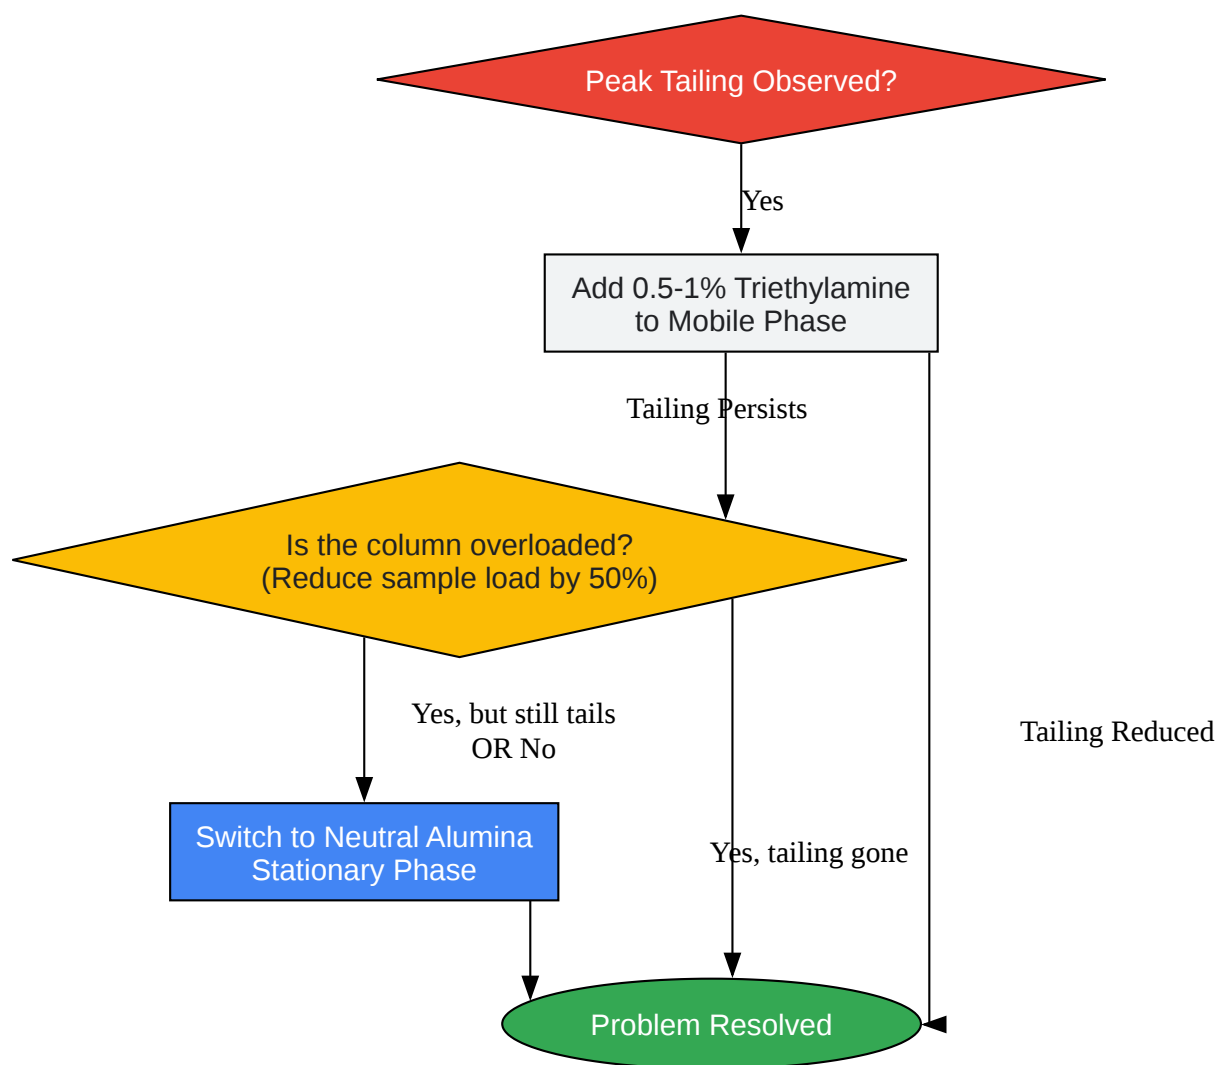 Peak Tailing Observed?
Yes
Add 0.5-1% Triethylamine
to Mobile Phase
Tailing Persists
Is the column overloaded?
(Reduce sample load by 50%)
Yes, but still tails
OR No
Tailing Reduced
Switch to Neutral Alumina
Stationary Phase
Yes, tailing gone
Problem Resolved